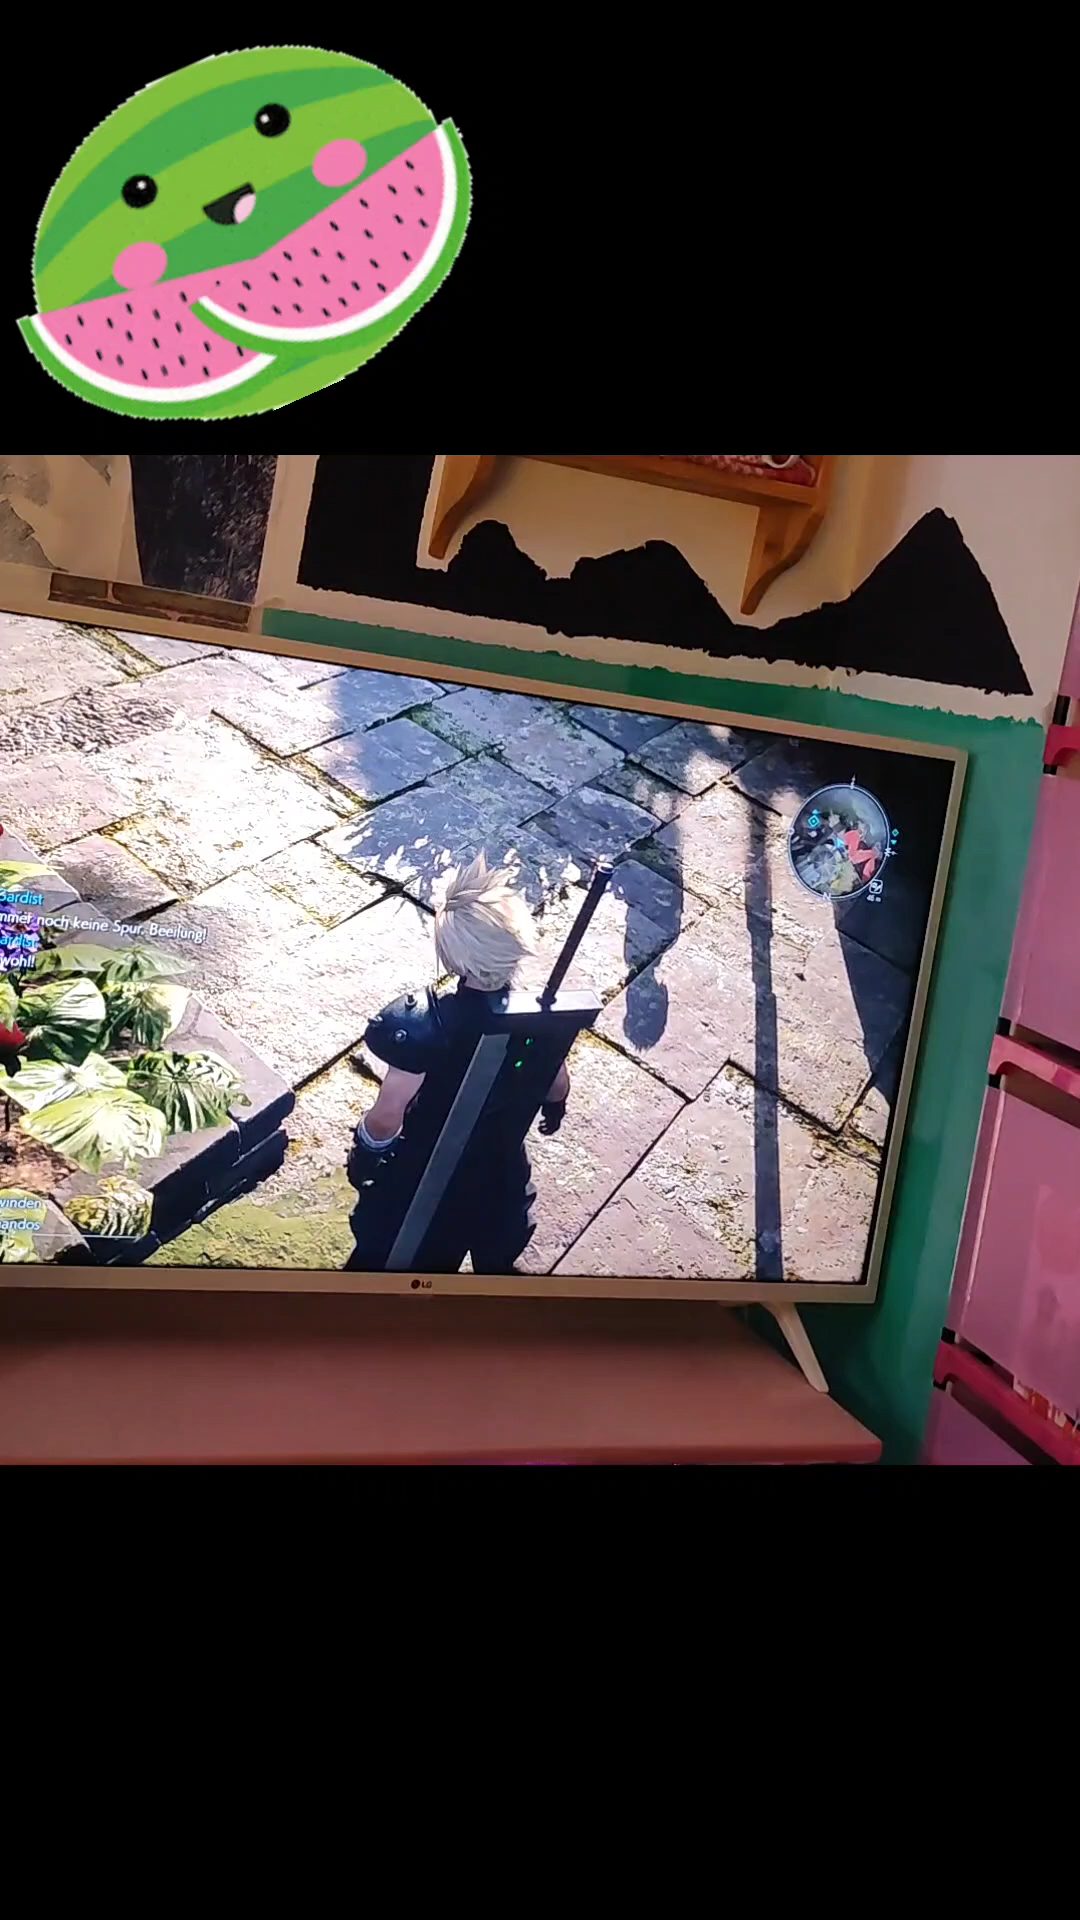 Bardist
mmer noch keine Spur. Beeilung!
ardist
wohl!
winden
andos
LG